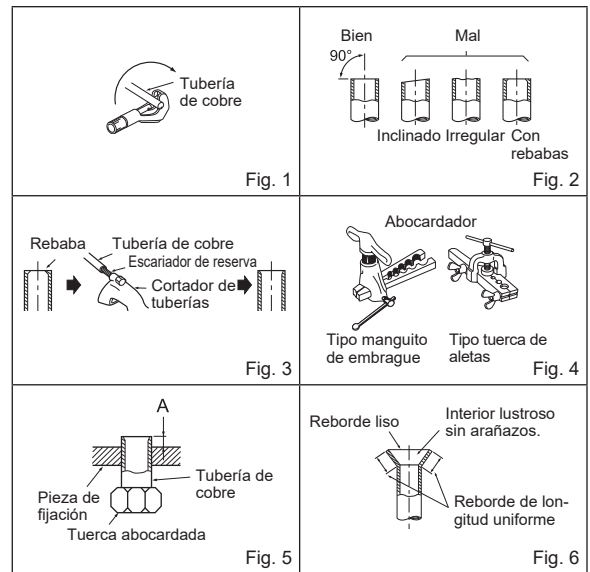 Tubería
de cobre
Fig. 1
Bien
Mal
90°
Inclinado Irregular Con
rebabas
Fig. 2
Rebaba
Tubería de cobre
Escariador de reserva
Cortador de
tuberías
Fig. 3
Abocardador
Tipo manguito
de embrague
Tipo tuerca de
aletas
Fig. 4
A
Tubería de
cobre
Pieza de
fijación
Tuerca abocardada
Fig. 5
Reborde liso
Interior lustroso
sin arañazos.
Reborde de lon-
gitud uniforme
Fig. 6